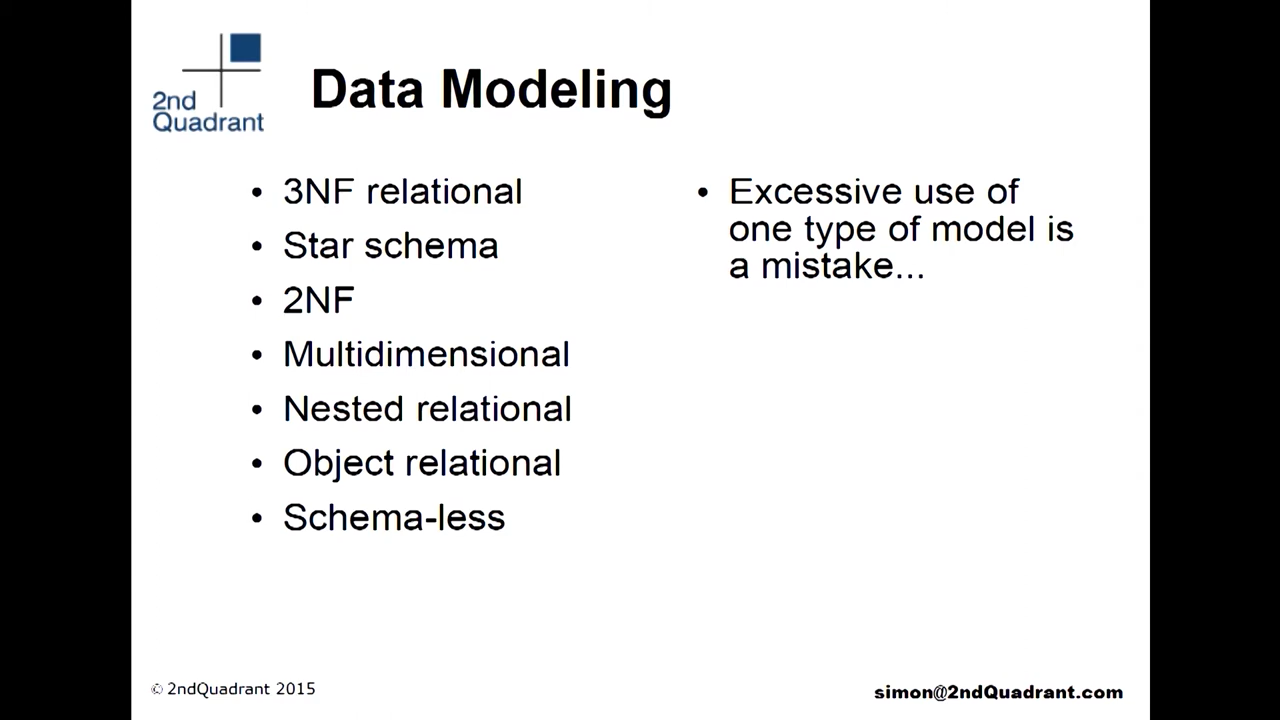 2nd
Quadrant
Data Modeling
• 3NF relational
• Star schema
• 2NF
• Multidimensional
• Nested relational
• Object relational
• Schema-less
• Excessive use of
one type of model is
a mistake...
© 2ndQuadrant 2015
simon@2ndQuadrant.com